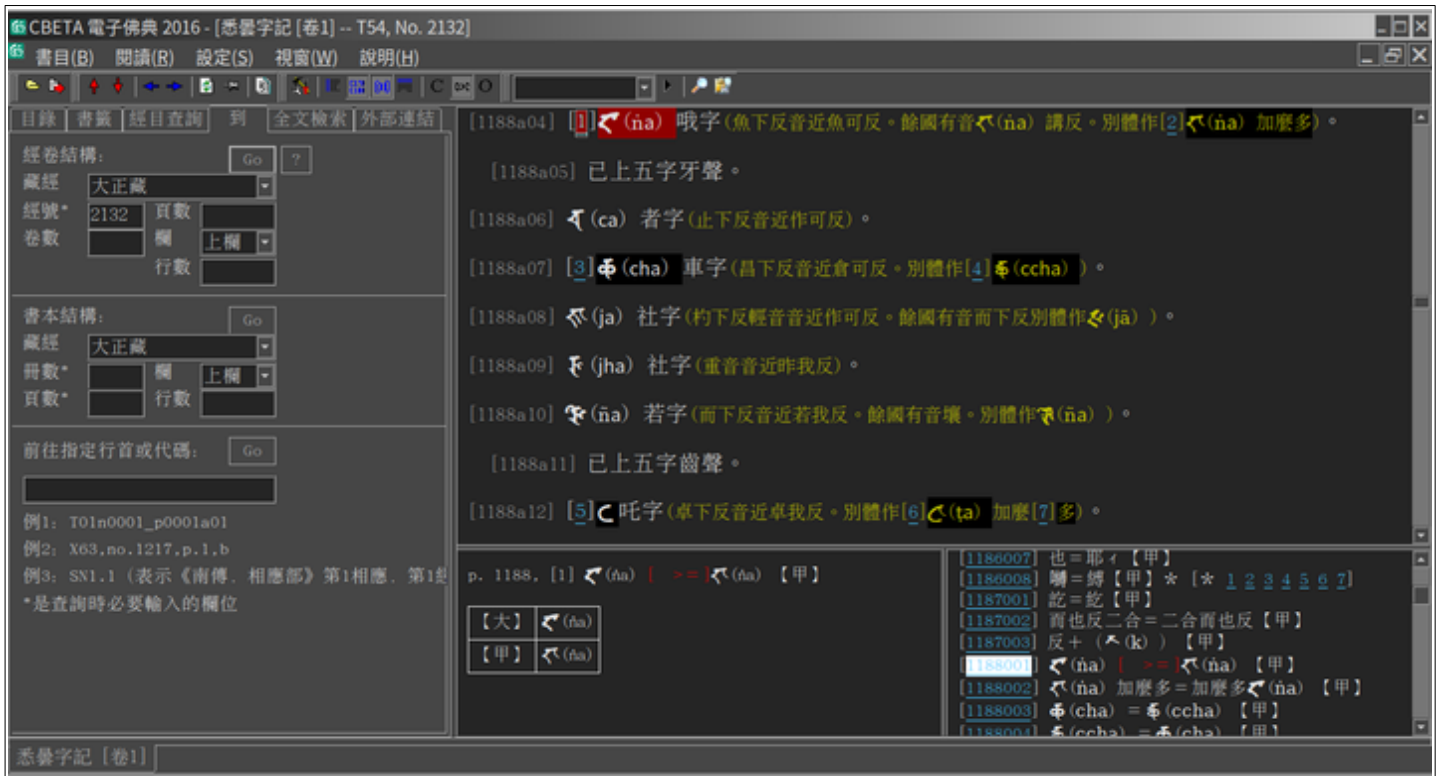 CBETA 電子佛典 2016 - [悉曇字記 [卷1] -- T54, No. 2132]
書目(B) 閱讀(R) 設定(S) 視窗(W) 說明(H)
目錄 書籤 經目查詢 到 全文檢索 外部連結
經卷結構: Go ?
藏經 大正藏
經號* 2132 頁數
卷數 欄 上欄
行數
書本結構: Go
藏經 大正藏
冊數* 欄 上欄
頁數* 行數
前往指定行首或代碼: Go
例1: T01n0001_p0001a01
例2: X63,no.1217,p.1,b
例3: SN1.1 (表示《南傳．相應部》第1相應．第1經
*是查詢時必要輸入的欄位
[1188a04] [1] (ṅa) 哦字(魚下反音近魚可反。餘國有音 (ṅa) 講反。別體作[2] (ṅa) 加麼多)。
[1188a05] 已上五字牙聲。
[1188a06] (ca) 者字(止下反音近作可反)。
[1188a07] [3] (cha) 車字(昌下反音近倉可反。別體作[4] (ccha) )。
[1188a08] (ja) 社字(杓下反輕音音近作可反。餘國有音而下反別體作 (jā) )。
[1188a09] (jha) 社字(重音音近昨我反)。
[1188a10] (ña) 若字(而下反音近若我反。餘國有音壤。別體作 (ña) )。
[1188a11] 已上五字齒聲。
[1188a12] [5] 吒字(卓下反音近卓我反。別體作[6] (ṭa) 加麼[7]多)。
p. 1188, [1] (ṅa) [ >= ] (ṅa) 【甲】
【大】 (ṅa)
【甲】 (ṅa)
[1186007] 也=耶ィ【甲】
[1186008] =縛【甲】* [* 1 2 3 4 5 6 7]
[1187001] 訖=紇【甲】
[1187002] 而也反二合=二合而也反【甲】
[1187003] 反+ ( (k) ) 【甲】
[1188001] (ṅa) [ >= ] (ṅa) 【甲】
[1188002] (ṅa) 加麼多=加麼多 (ṅa) 【甲】
[1188003] (cha) = (ccha) 【甲】
[1188004] (ccha) = (cha) 【甲】
悉曇字記 [卷1]